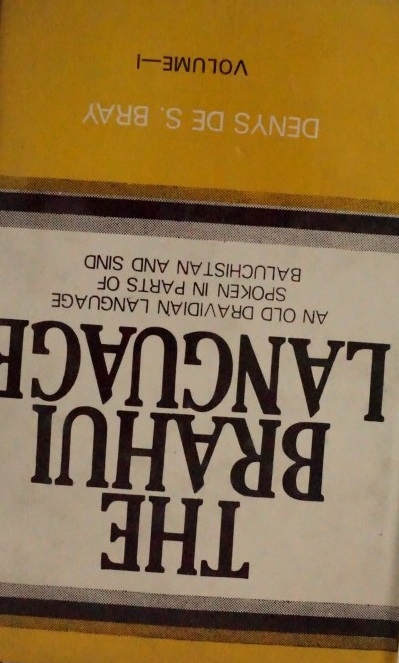 THE
BRAHUI
LANGUAGE
AN OLD DRAVIDIAN LANGUAGE
SPOKEN IN PARTS OF
BALUCHISTAN AND SIND
DENYS DE S. BRAY
VOLUME—I